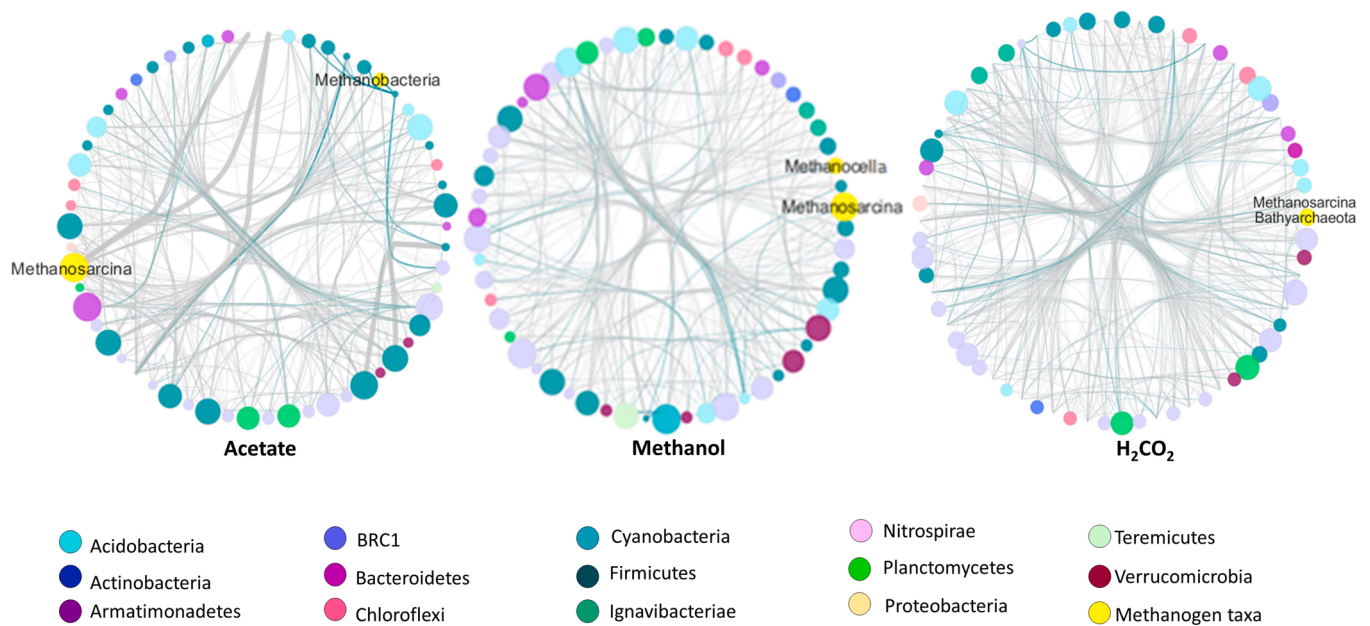 Methanobacteria
Methanosarcina
Acetate
Methanocella
Methanosarcina
Methanol
Methanosarcina
Bathyarchaeota
H₂CO₂
Acidobacteria
Actinobacteria
Armatimonadetes
BRC1
Bacteroidetes
Chloroflexi
Cyanobacteria
Firmicutes
Ignavibacteriae
Nitrospirae
Planctomycetes
Proteobacteria
Teremicutes
Verrucomicrobia
Methanogen taxa